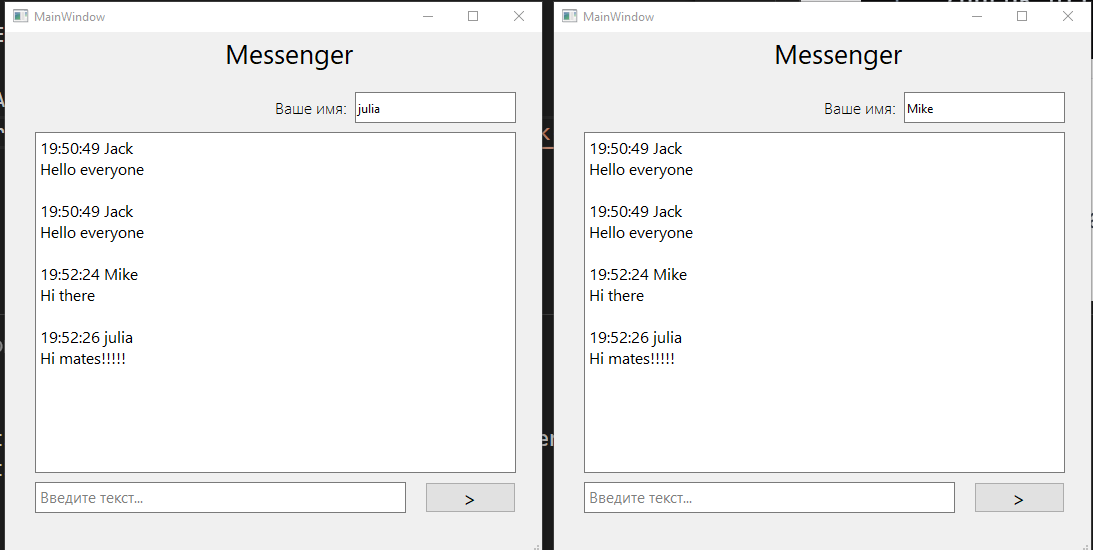 MainWindow
Messenger
Ваше имя:
julia
19:50:49 Jack
Hello everyone
19:50:49 Jack
Hello everyone
19:52:24 Mike
Hi there
19:52:26 julia
Hi mates!!!!!
Введите текст...
>
MainWindow
Messenger
Ваше имя:
Mike
19:50:49 Jack
Hello everyone
19:50:49 Jack
Hello everyone
19:52:24 Mike
Hi there
19:52:26 julia
Hi mates!!!!!
Введите текст...
>